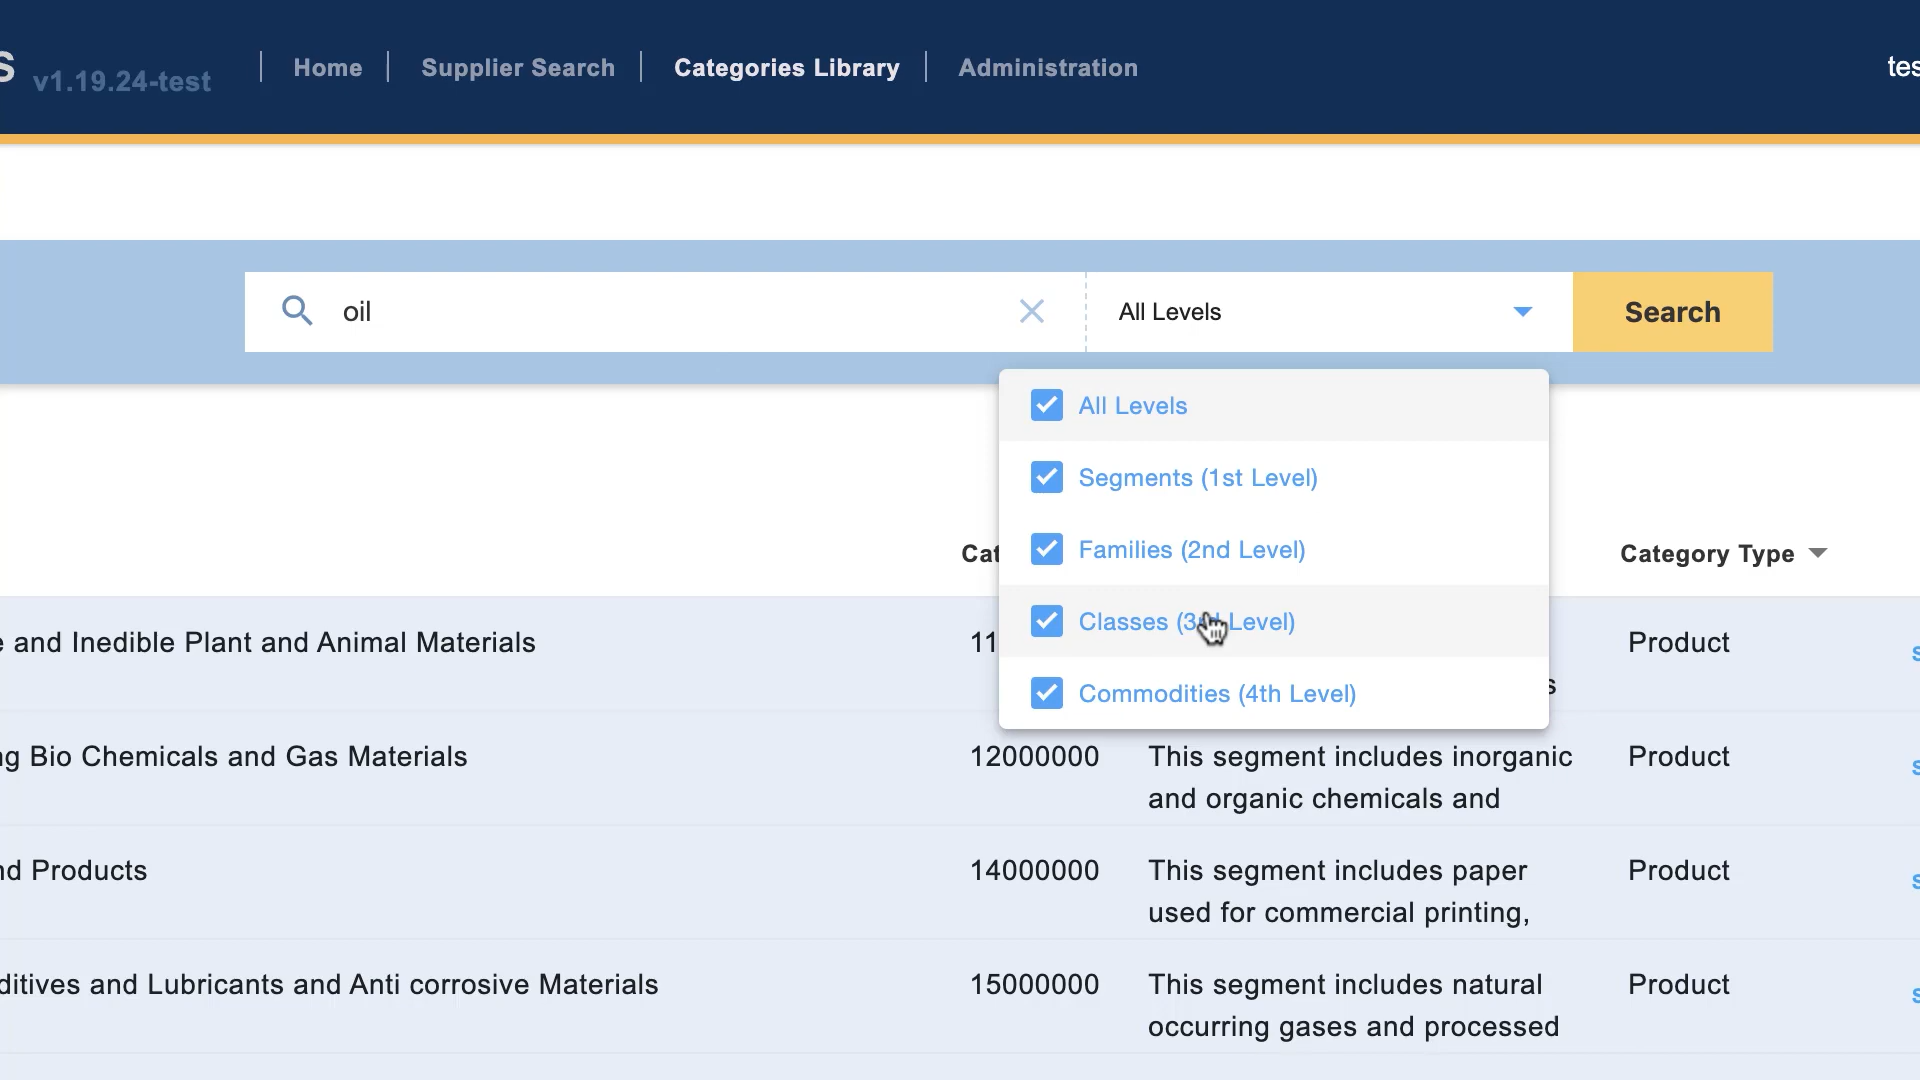 s v1.19.24-test
Home
Supplier Search
Categories Library
Administration
tes
oil
All Levels
Search
All Levels
Segments (1st Level)
Families (2nd Level)
Classes (3rd Level)
Commodities (4th Level)
Cat
Category Type
e and Inedible Plant and Animal Materials
11
s
Product
s
ng Bio Chemicals and Gas Materials
12000000
This segment includes inorganic
and organic chemicals and
Product
s
nd Products
14000000
This segment includes paper
used for commercial printing,
Product
s
ditives and Lubricants and Anti corrosive Materials
15000000
This segment includes natural
occurring gases and processed
Product
s